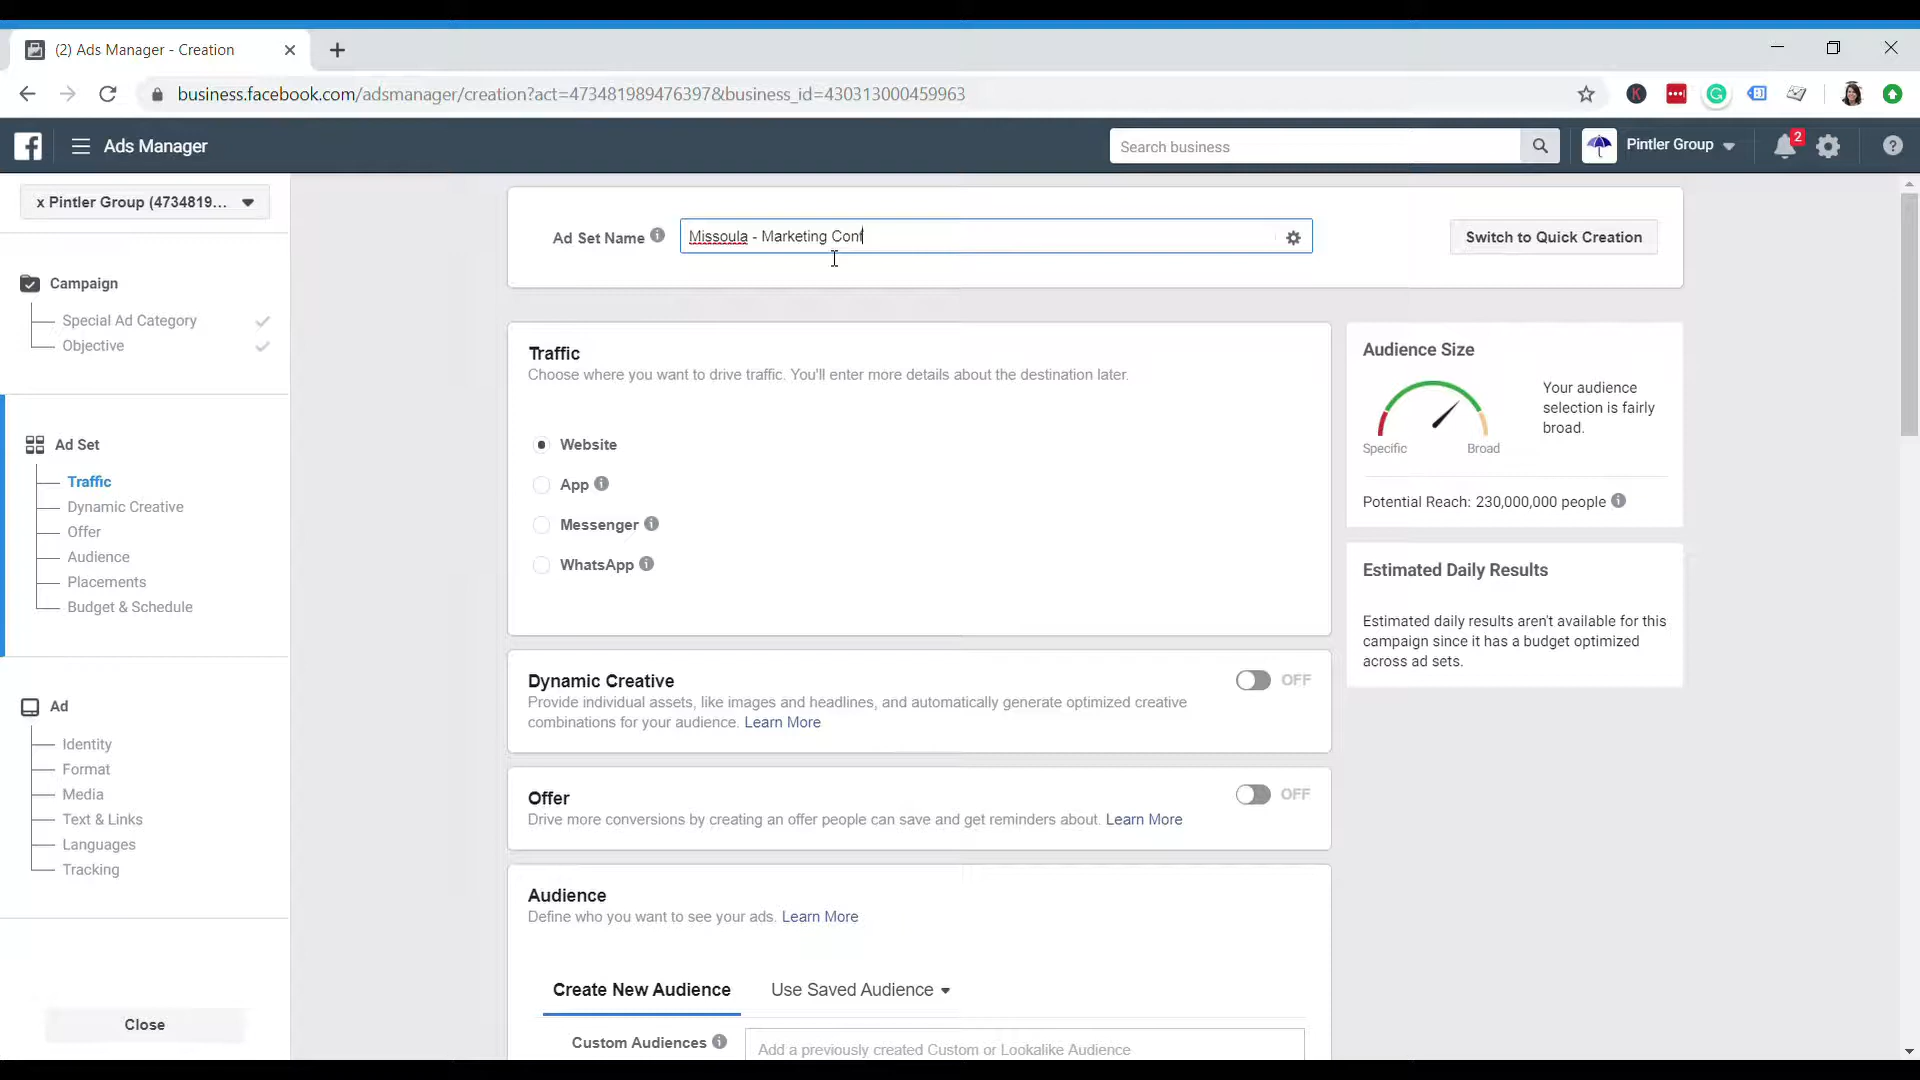 (2) Ads Manager - Creation
business.facebook.com/adsmanager/creation?act=473481989476397&business_id=430313000459963
Ads Manager
Search business
Pintler Group
2
x Pintler Group (4734819...
Campaign
Special Ad Category
Objective
Ad Set
Traffic
Dynamic Creative
Offer
Audience
Placements
Budget & Schedule
Ad
Identity
Format
Media
Text & Links
Languages
Tracking
Close
Ad Set Name
Missoula - Marketing Conf
Switch to Quick Creation
Traffic
Choose where you want to drive traffic. You'll enter more details about the destination later.
Website
App
Messenger
WhatsApp
Dynamic Creative
OFF
Provide individual assets, like images and headlines, and automatically generate optimized creative
combinations for your audience. Learn More
Offer
OFF
Drive more conversions by creating an offer people can save and get reminders about. Learn More
Audience
Define who you want to see your ads. Learn More
Create New Audience
Use Saved Audience
Custom Audiences
Add a previously created Custom or Lookalike Audience
Audience Size
Specific
Broad
Your audience
selection is fairly
broad.
Potential Reach: 230,000,000 people
Estimated Daily Results
Estimated daily results aren't available for this
campaign since it has a budget optimized
across ad sets.